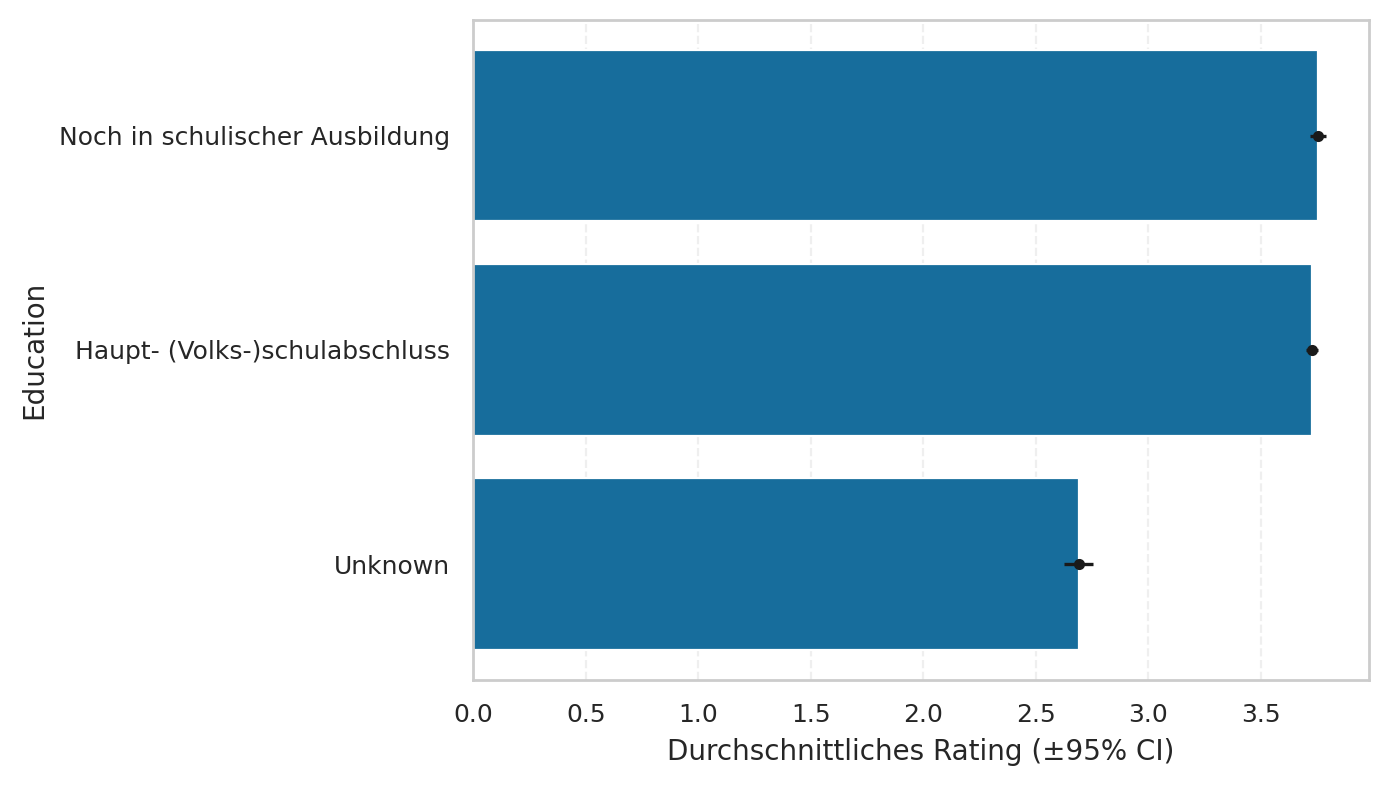 Noch in schulischer Ausbildung
Haupt- (Volks-)schulabschluss
Unknown
Education
0.0 0.5 1.0 1.5 2.0 2.5 3.0 3.5
Durchschnittliches Rating (±95% CI)